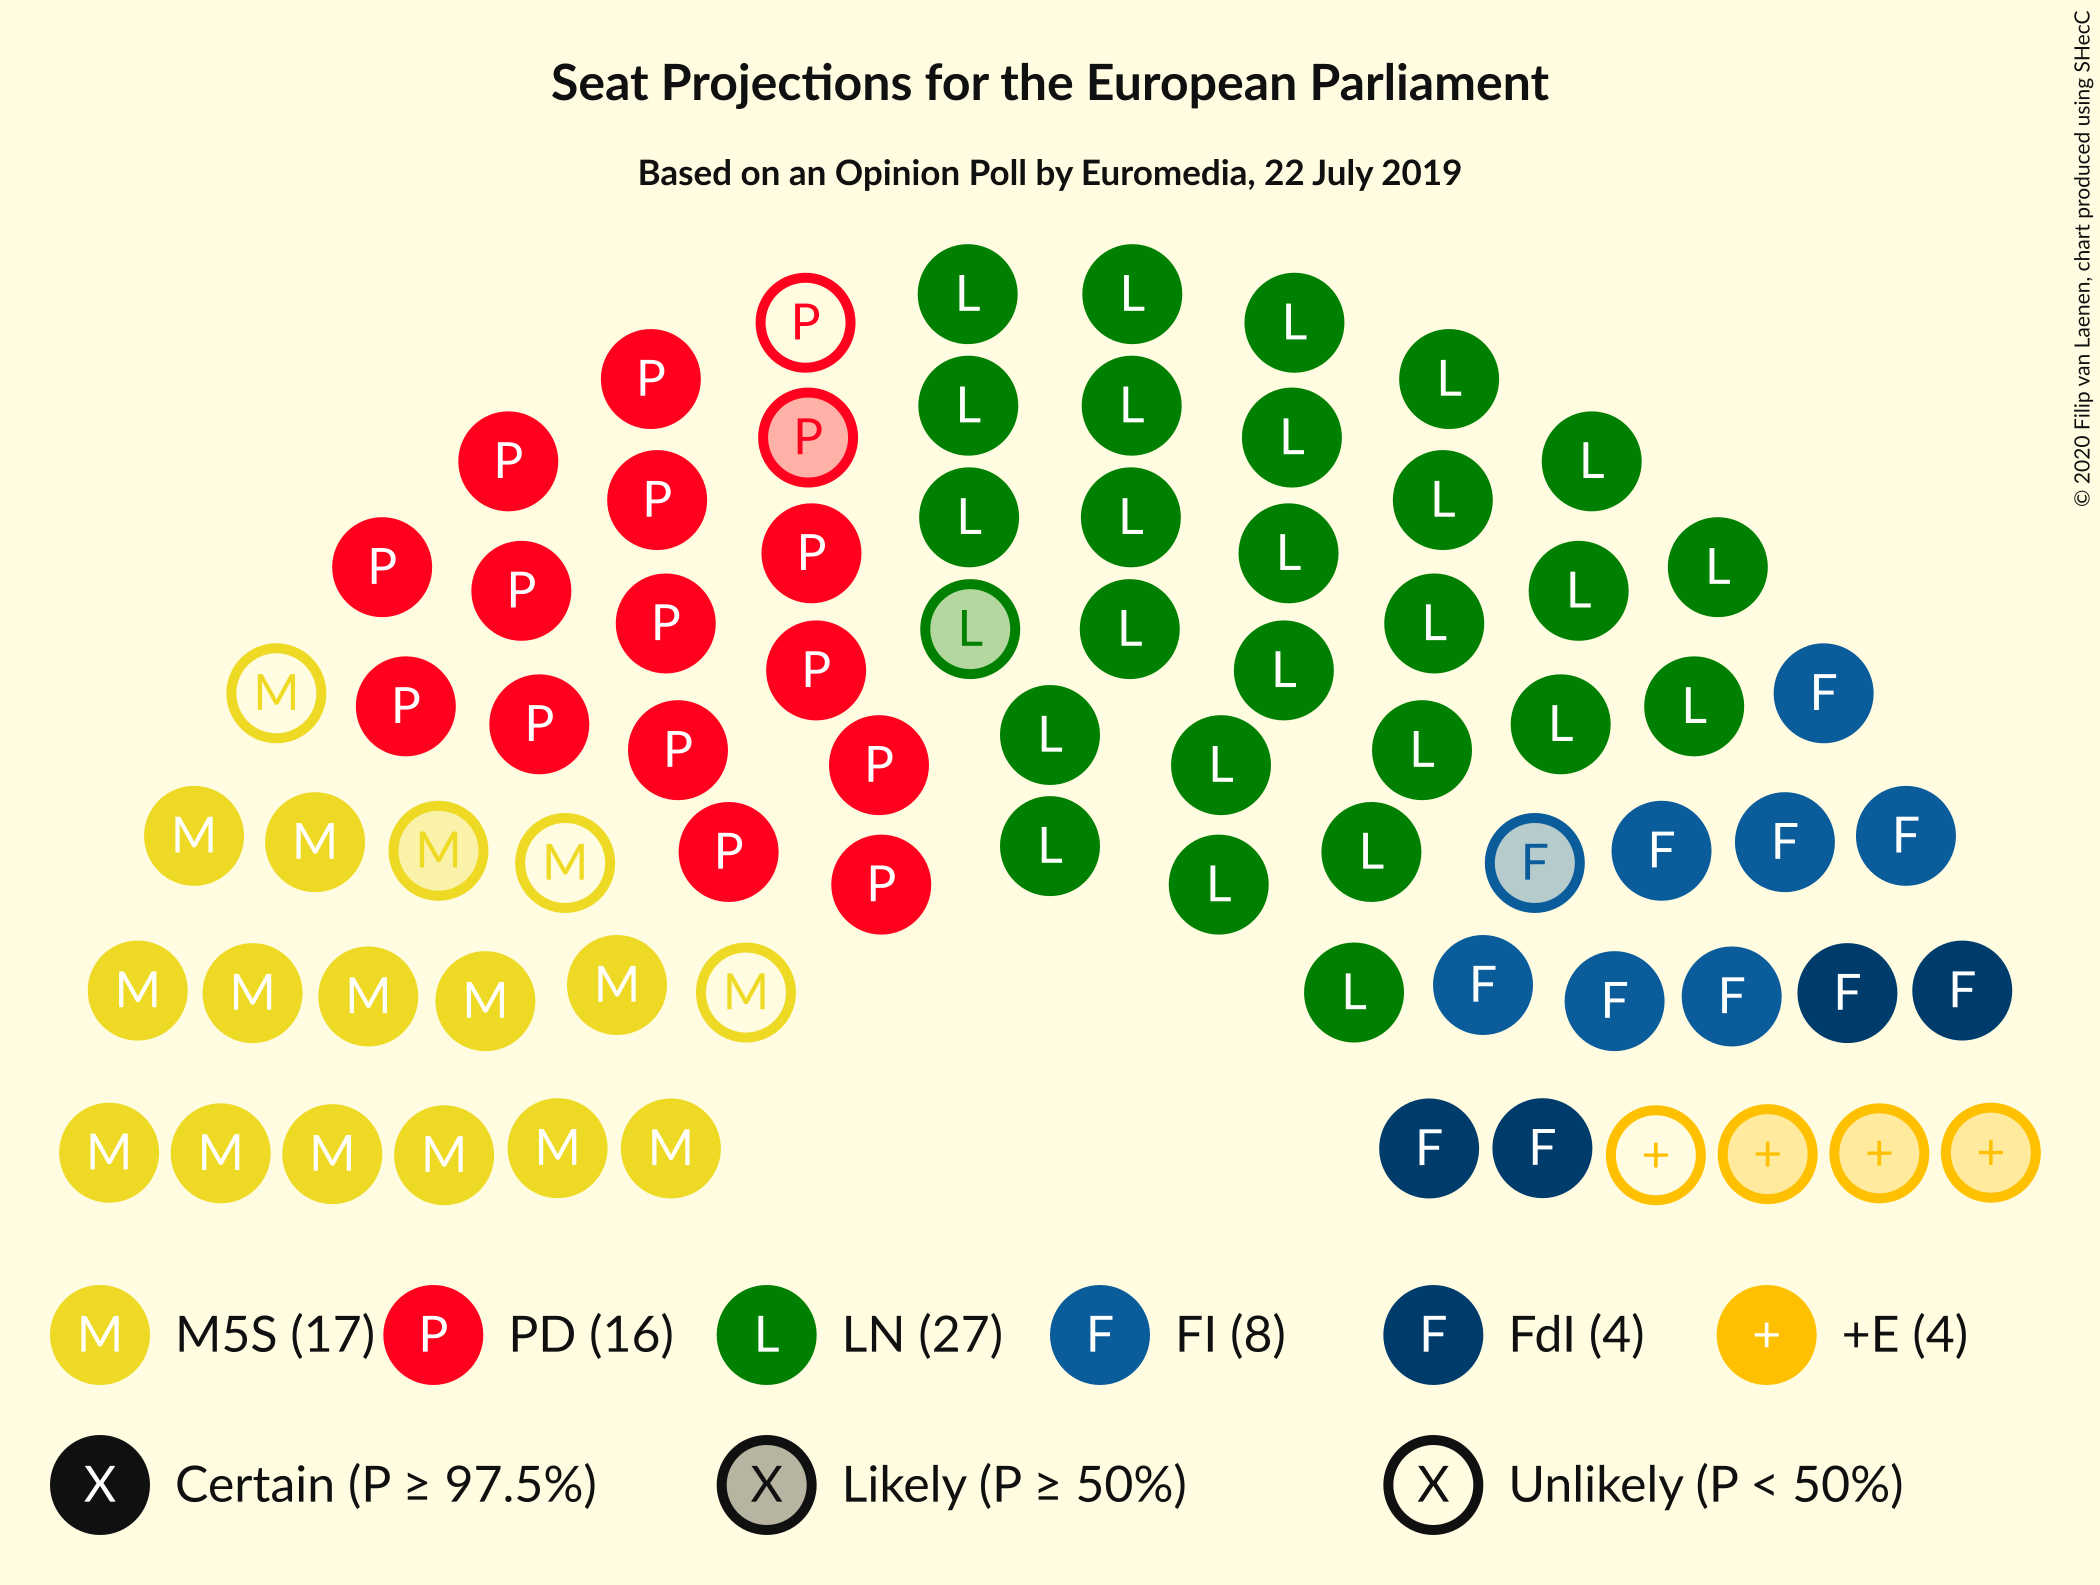 Seat Projections for the European Parliament
Based on an Opinion Poll by Euromedia, 22 July 2019
© 2020 Filip van Laenen, chart produced using SHecC
L L
P L L
P L L
L L
P P L L
P L
P L L
P L L
P L
P P L L
P P L L
L L
P P L L
M P L F
P L
P P L L
P L
M M M M F F F F
P L L L
P L
M M M M M M L F F F F F
M M M M M M F F + + + +
M M5S (17) P PD (16) L LN (27) F FI (8) F FdI (4) + +E (4)
X Certain (P ≥ 97.5%) X Likely (P ≥ 50%) X Unlikely (P < 50%)